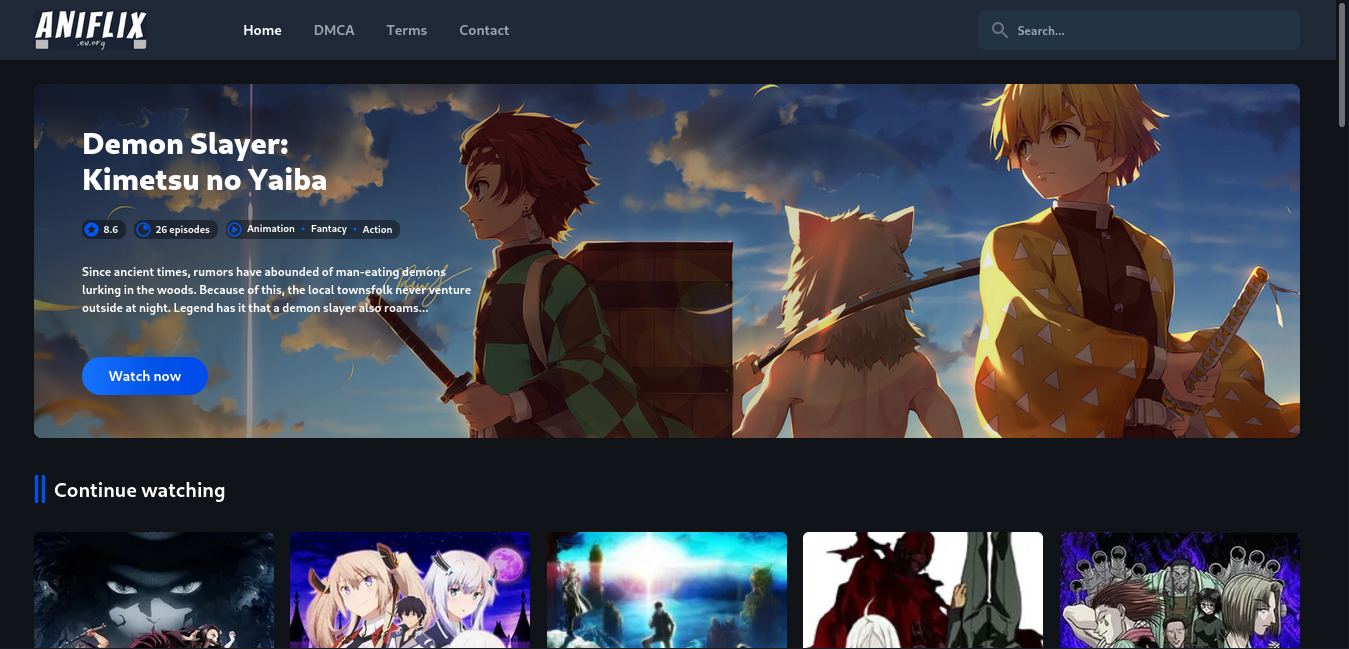 ANIFLIX
.eu.org
Home
DMCA
Terms
Contact
Search...
Demon Slayer:
Kimetsu no Yaiba
8.6
26 episodes
Animation • Fantacy • Action
Since ancient times, rumors have abounded of man-eating demons
lurking in the woods. Because of this, the local townsfolk never venture
outside at night. Legend has it that a demon slayer also roams...
Watch now
Continue watching